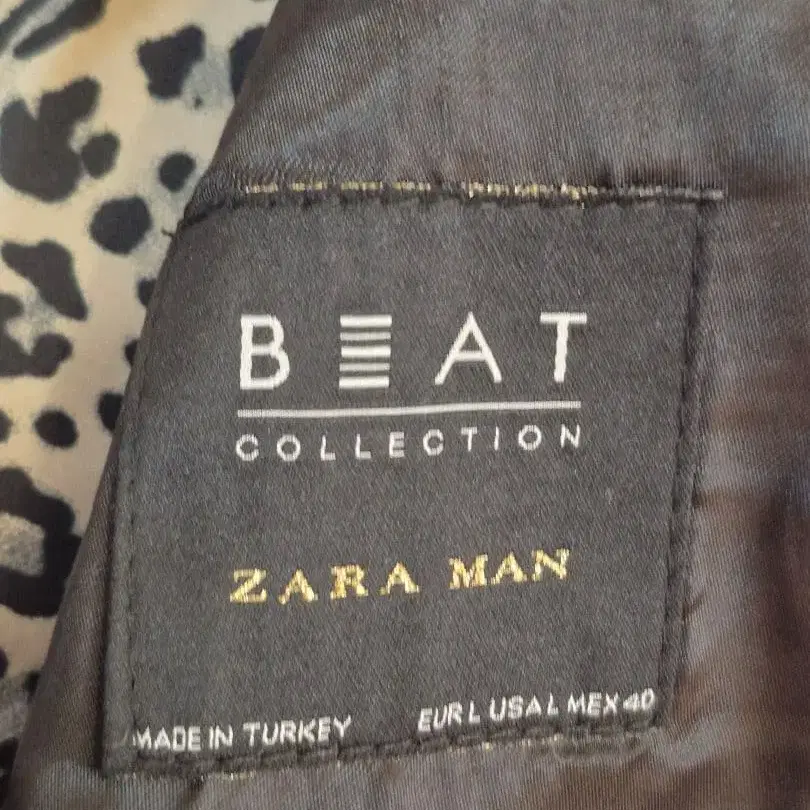 BEAT
COLLECTION
ZARA MAN
MADE IN TURKEY EUR L USA L MEX 40